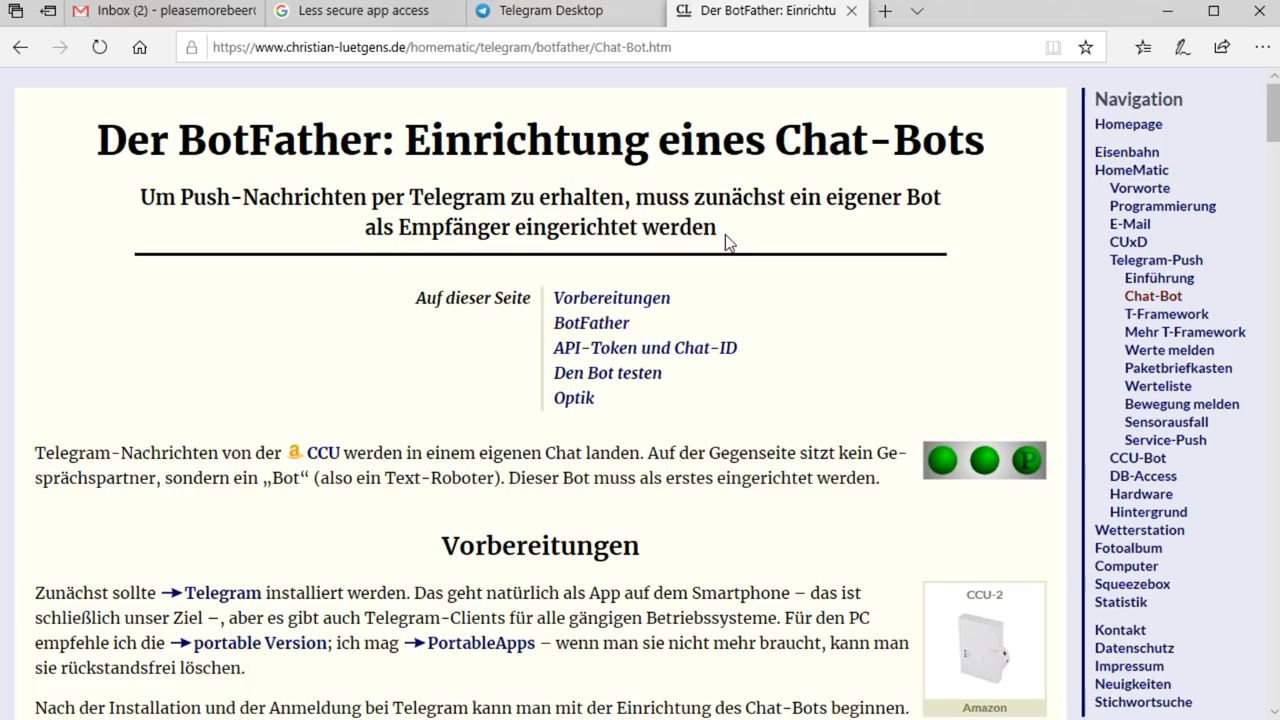 Inbox (2) - pleasemorebeer
Less secure app access
Telegram Desktop
CL Der BotFather: Einrichtu
https://www.christian-luetgens.de/homematic/telegram/botfather/Chat-Bot.htm
Der BotFather: Einrichtung eines Chat-Bots
Um Push-Nachrichten per Telegram zu erhalten, muss zunächst ein eigener Bot
als Empfänger eingerichtet werden
Auf dieser Seite
Vorbereitungen
BotFather
API-Token und Chat-ID
Den Bot testen
Optik
Telegram-Nachrichten von der a CCU werden in einem eigenen Chat landen. Auf der Gegenseite sitzt kein Ge-
sprächspartner, sondern ein „Bot“ (also ein Text-Roboter). Dieser Bot muss als erstes eingerichtet werden.
P
Vorbereitungen
Zunächst sollte →Telegram installiert werden. Das geht natürlich als App auf dem Smartphone – das ist
schließlich unser Ziel –, aber es gibt auch Telegram-Clients für alle gängigen Betriebssysteme. Für den PC
empfehle ich die →portable Version; ich mag →PortableApps – wenn man sie nicht mehr braucht, kann man
sie rückstandsfrei löschen.
Nach der Installation und der Anmeldung bei Telegram kann man mit der Einrichtung des Chat-Bots beginnen.
CCU-2
Amazon
Navigation
Homepage
Eisenbahn
HomeMatic
Vorworte
Programmierung
E-Mail
CUxD
Telegram-Push
Einführung
Chat-Bot
T-Framework
Mehr T-Framework
Werte melden
Paketbriefkasten
Werteliste
Bewegung melden
Sensorausfall
Service-Push
CCU-Bot
DB-Access
Hardware
Hintergrund
Wetterstation
Fotoalbum
Computer
Squeezebox
Statistik
Kontakt
Datenschutz
Impressum
Neuigkeiten
Stichwortsuche